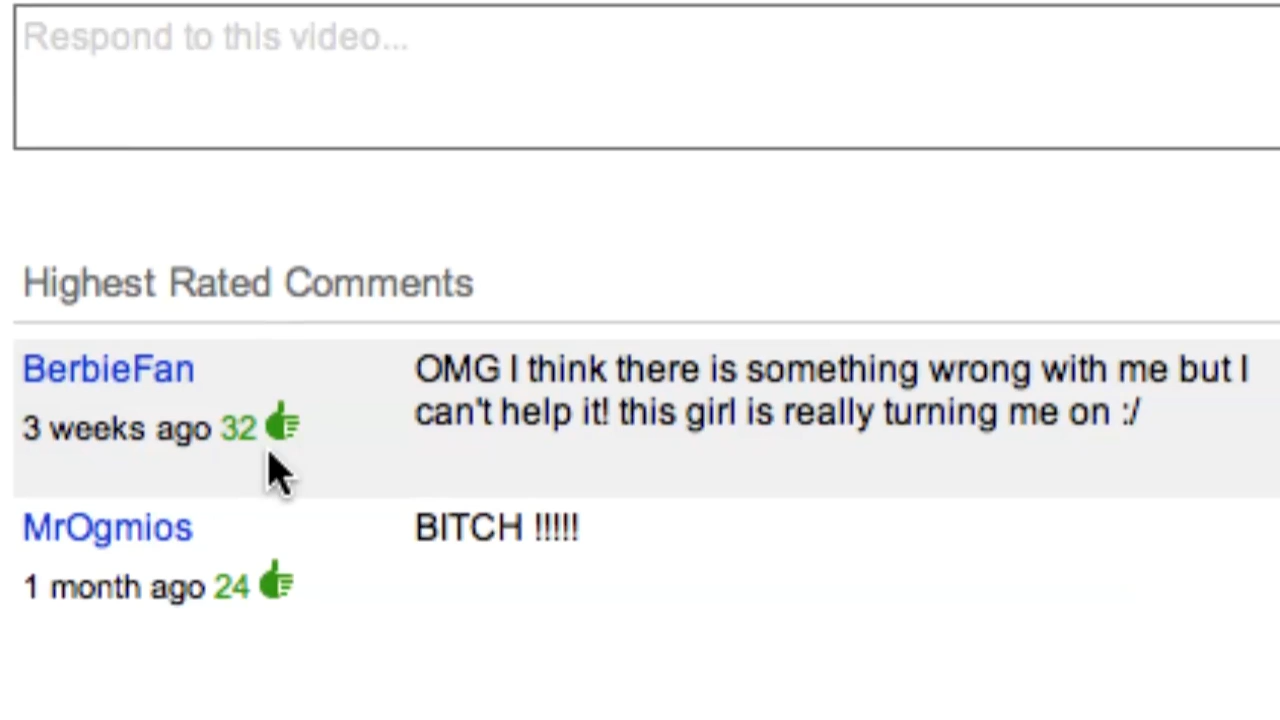 Respond to this video...
Highest Rated Comments
BerbieFan
3 weeks ago 32
OMG I think there is something wrong with me but I
can't help it! this girl is really turning me on :/
MrOgmios
1 month ago 24
BITCH !!!!!